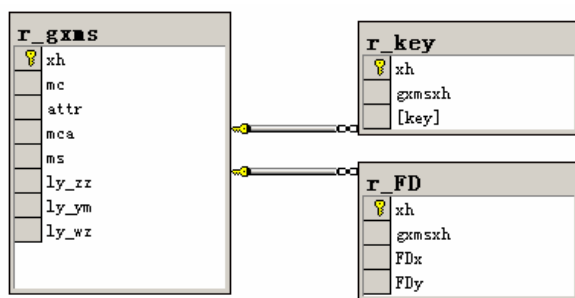 r_gxms
xh
mc
attr
mca
ms
ly_zz
ly_ym
ly_wz
r_key
xh
gxmsxh
[key]
r_FD
xh
gxmsxh
FDx
FDy